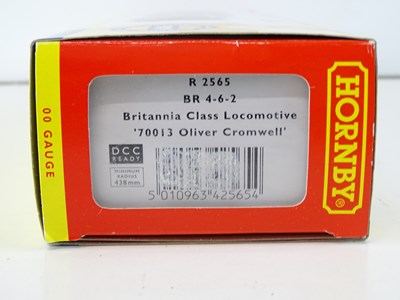 R 2565
BR 4-6-2
Britannia Class Locomotive
'70013 Oliver Cromwell'
DCC
READY
MINIMUM
RADIUS
438mm
5 010963 425654
00 GAUGE
HORNBY®